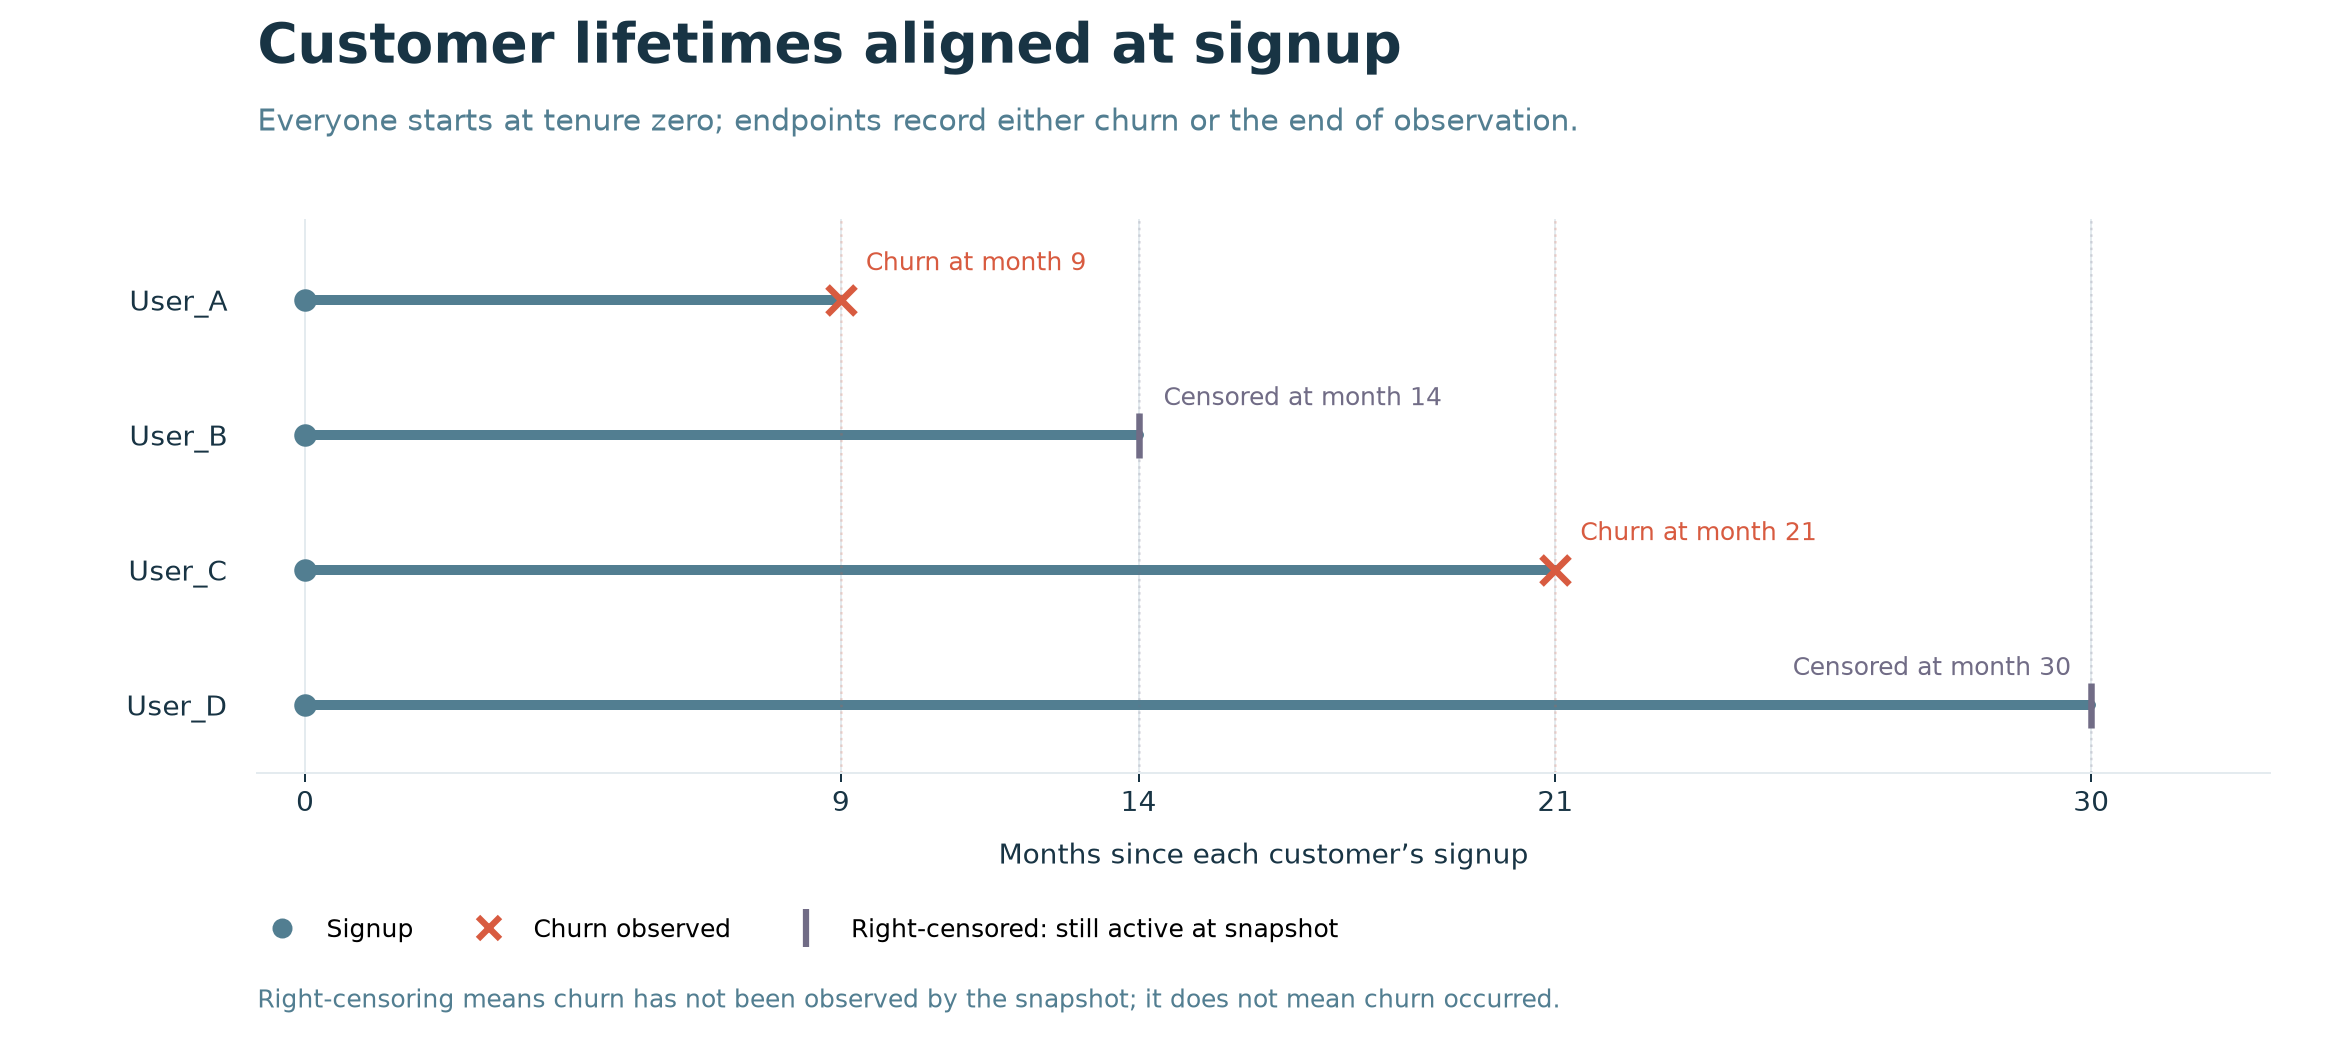 Customer lifetimes aligned at signup
Everyone starts at tenure zero; endpoints record either churn or the end of observation.
Churn at month 9
User_A
Censored at month 14
User_B
Churn at month 21
User_C
Censored at month 30
User_D
0 9 14 21 30
Months since each customer’s signup
Signup Churn observed Right-censored: still active at snapshot
Right-censoring means churn has not been observed by the snapshot; it does not mean churn occurred.